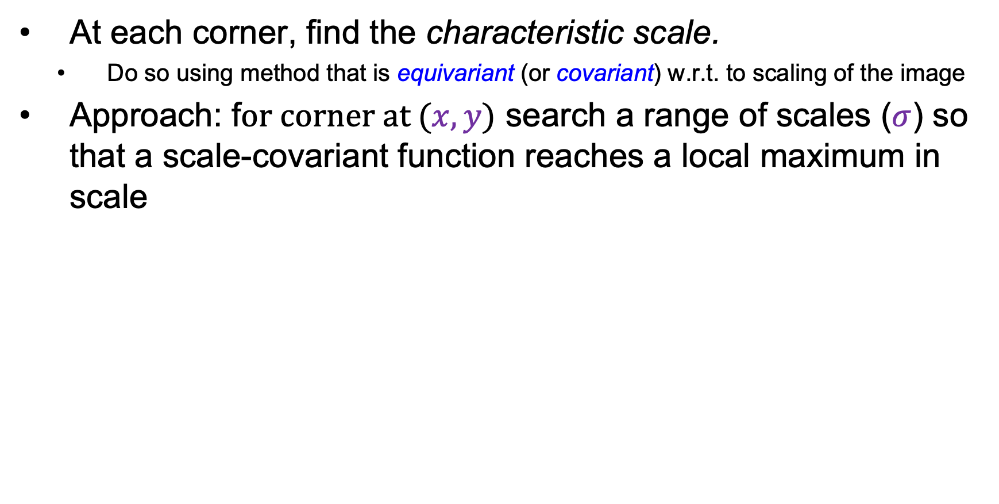 • At each corner, find the characteristic scale.
• Do so using method that is equivariant (or covariant) w.r.t. to scaling of the image
• Approach: for corner at (x, y) search a range of scales (σ) so
that a scale-covariant function reaches a local maximum in
scale